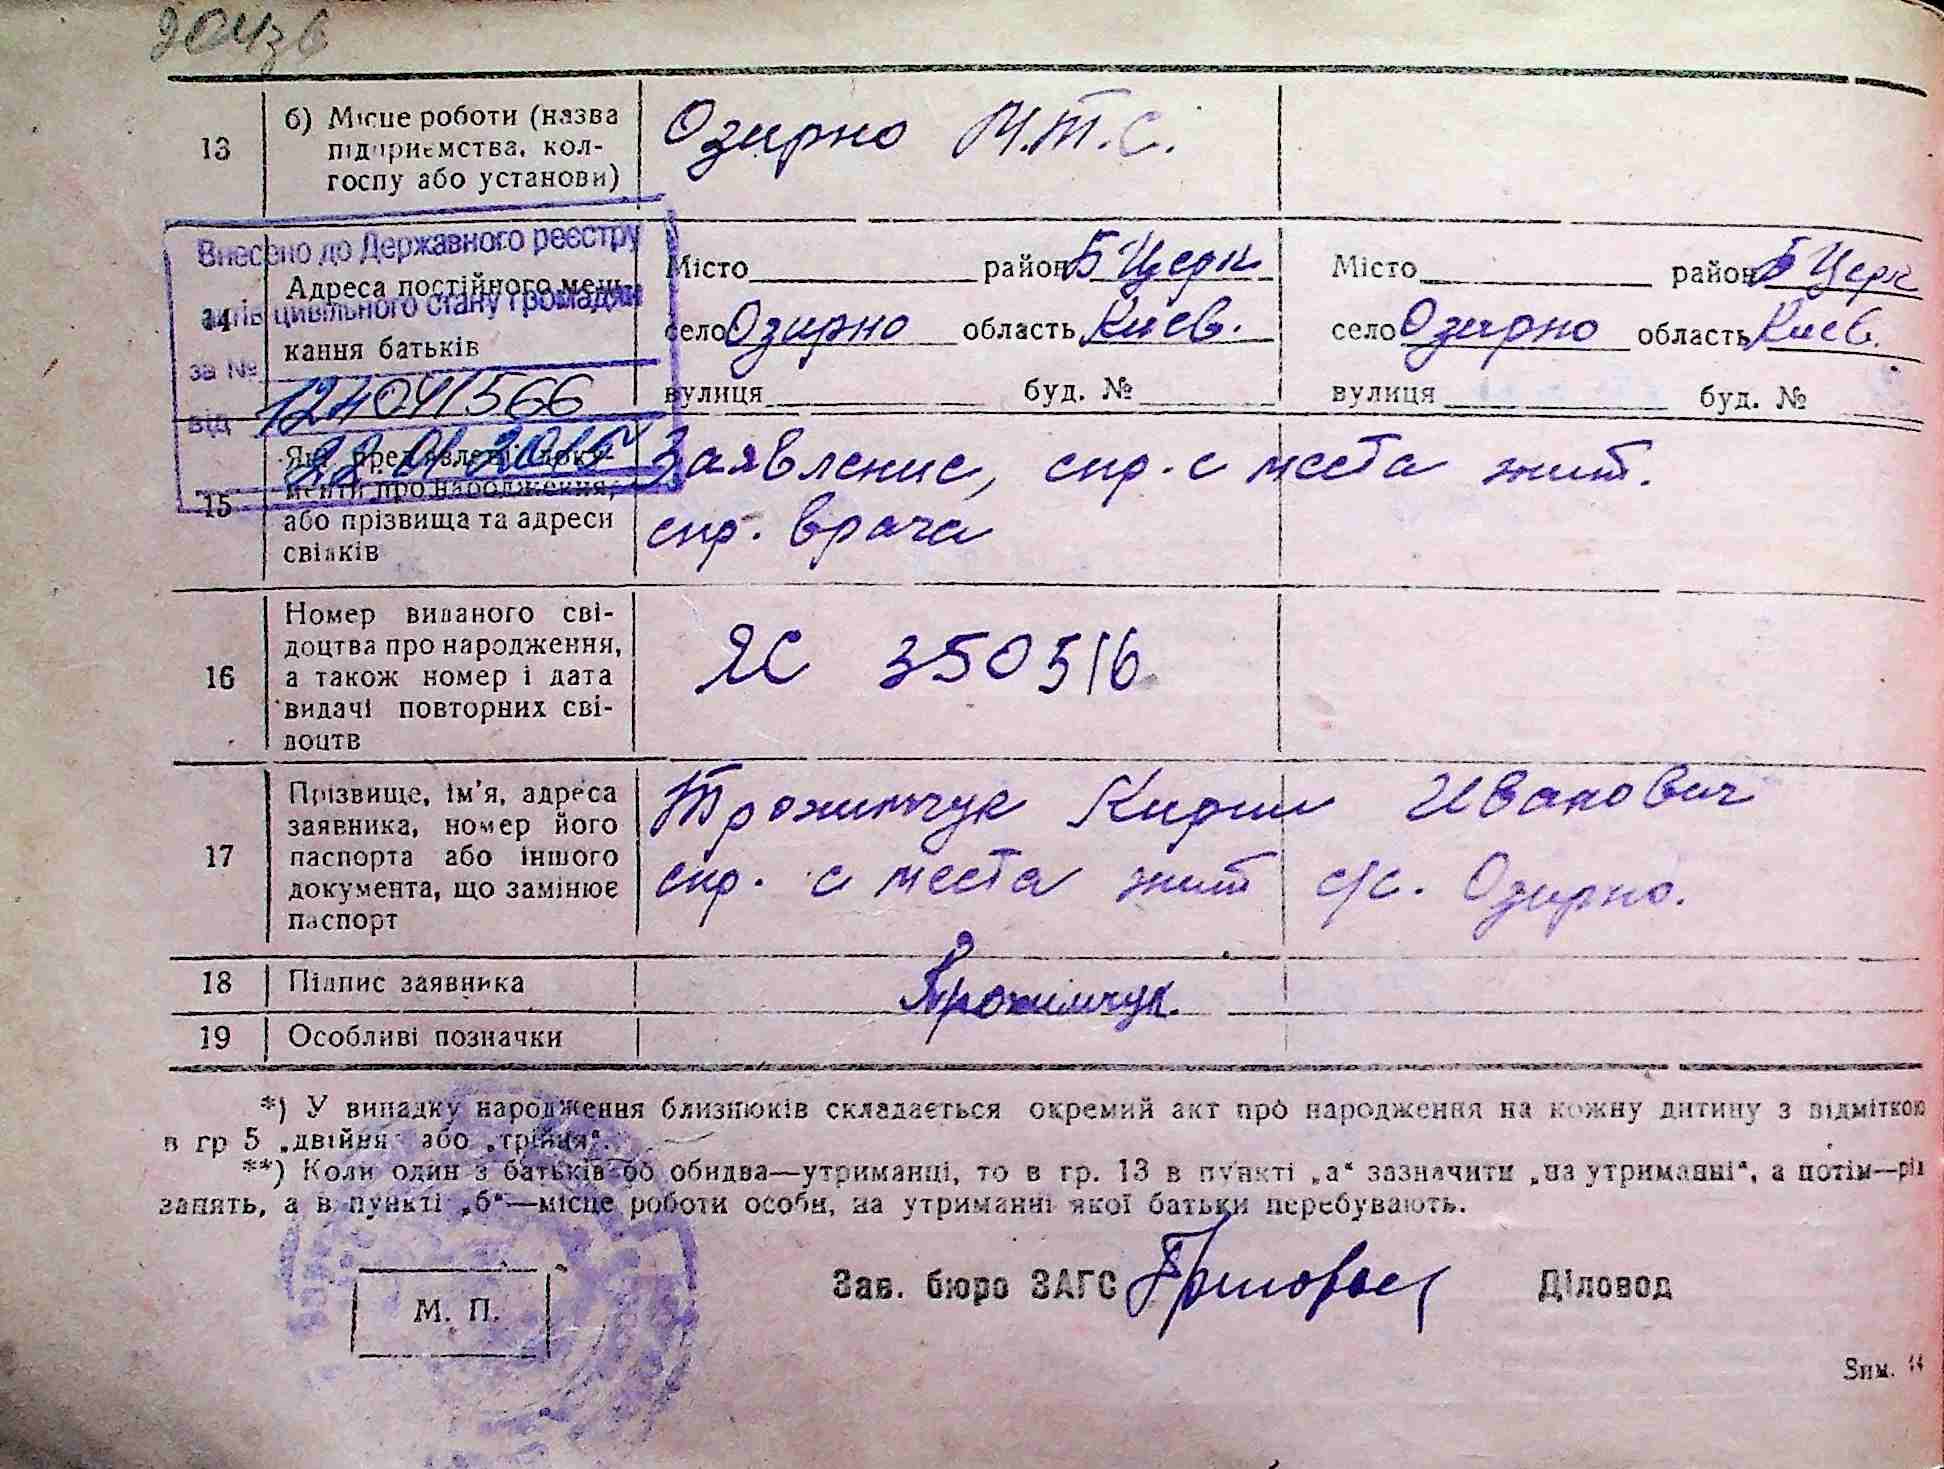 13
б) Місце роботи (назва
підприємства, кол-
госпу або установи)
Озирно М.Т.С.
Внесено до Державного реєстру
актів цивільного стану громадян
за № 124041566
від 22.01.2015
14
Адреса постійного меш-
кання батьків
Місто район Б Церк
село Озирно область Киев.
вулиця буд. №
Місто район Б Церк
село Озирно область Киев.
вулиця буд. №
15
Які пред'явлені доку-
менти про народження,
або прізвища та адреси
свідків
Заявление, спр. с места жит.
спр. врача
16
Номер виданого сві-
доцтва про народження,
а також номер і дата
видачі повторних сві-
доцтв
ЯС 350516
17
Прізвище, ім'я, адреса
заявника, номер його
паспорта або іншого
документа, що замінює
паспорт
Трохимчук Кирил Иванович
спр. с места жит с/с. Озирно.
18
Підпис заявника
Трохимчук.
19
Особливі позначки
*) У випадку народження близнюків складається окремий акт про народження на кожну дитину з відміткою
в гр 5 „двійня" або „трійня".
**) Коли один з батьків або обидва—утриманці, то в гр. 13 в пункті „а" зазначити „на утриманні", а потім—рід
занять, а в пункті „б"—місце роботи особи, на утриманні якої батьки перебувають.
М. П.
Зав. бюро ЗАГС
Діловод
Зим.